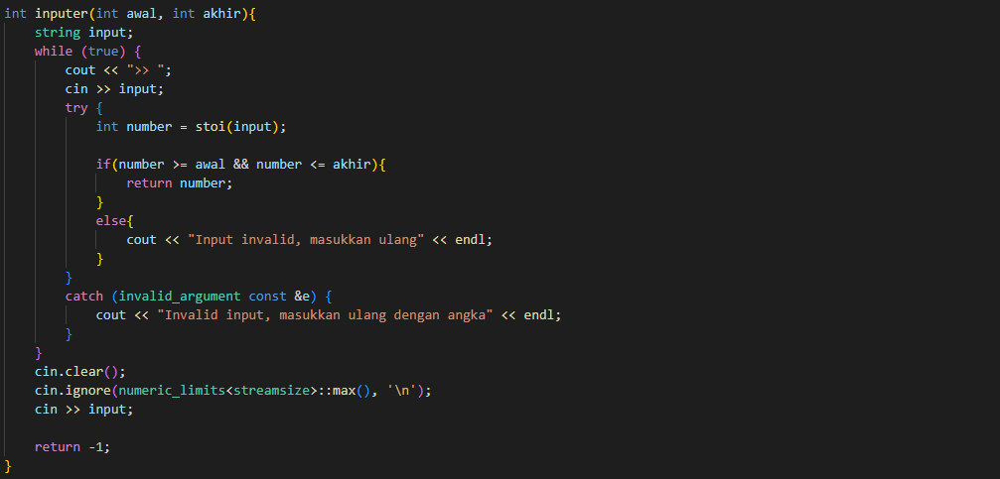 int inputer(int awal, int akhir){
    string input;
    while (true) {
        cout << ">> ";
        cin >> input;
        try {
            int number = stoi(input);

            if(number >= awal && number <= akhir){
                return number;
            }
            else{
                cout << "Input invalid, masukkan ulang" << endl;
            }
        }
        catch (invalid_argument const &e) {
            cout << "Invalid input, masukkan ulang dengan angka" << endl;
        }
    }
    cin.clear();
    cin.ignore(numeric_limits<streamsize>::max(), '\n');
    cin >> input;

    return -1;
}